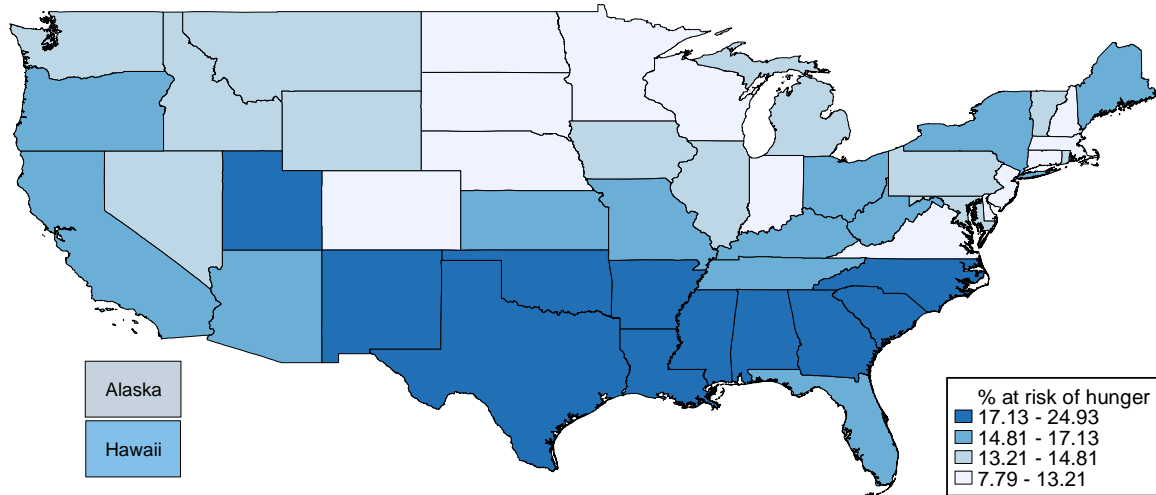 Alaska
Hawaii
% at risk of hunger
17.13 - 24.93
14.81 - 17.13
13.21 - 14.81
7.79 - 13.21